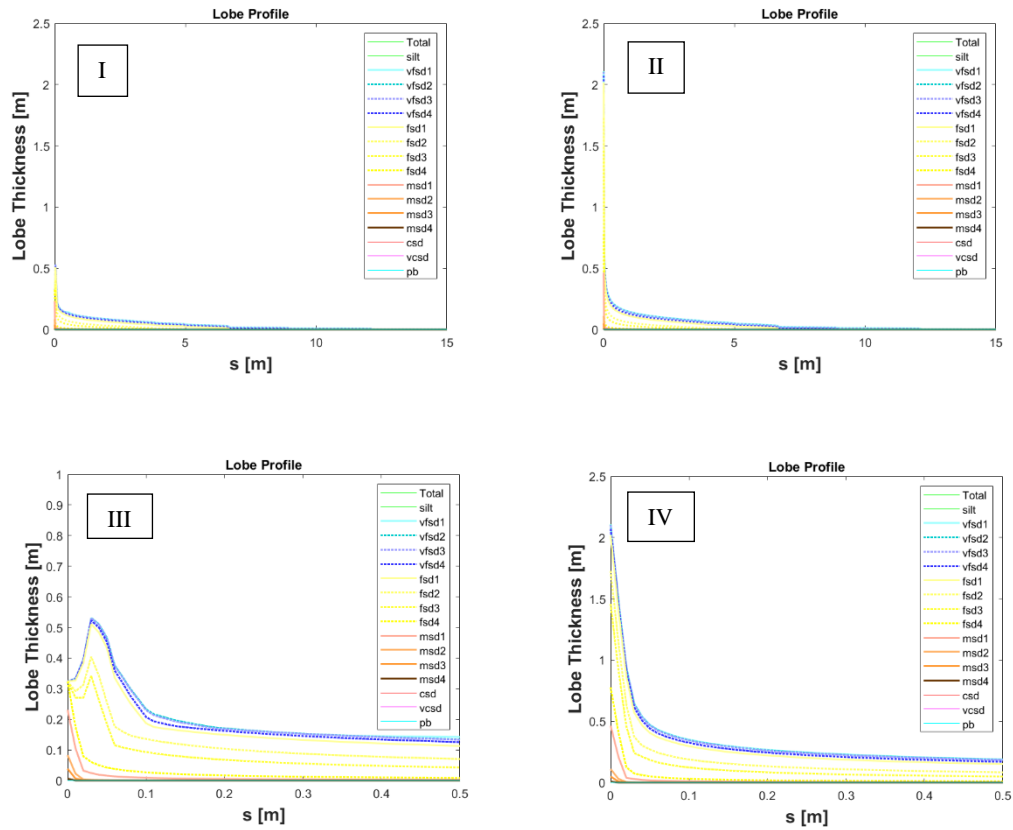 Lobe Profile
I
Lobe Thickness [m]
2.5
2
1.5
1
0.5
0
0
5
10
15
s [m]
Total
silt
vfsd1
vfsd2
vfsd3
vfsd4
fsd1
fsd2
fsd3
fsd4
msd1
msd2
msd3
msd4
csd
vcsd
pb
Lobe Profile
II
Lobe Thickness [m]
2.5
2
1.5
1
0.5
0
0
5
10
15
s [m]
Total
silt
vfsd1
vfsd2
vfsd3
vfsd4
fsd1
fsd2
fsd3
fsd4
msd1
msd2
msd3
msd4
csd
vcsd
pb
Lobe Profile
III
Lobe Thickness [m]
1
0.9
0.8
0.7
0.6
0.5
0.4
0.3
0.2
0.1
0
0
0.1
0.2
0.3
0.4
0.5
s [m]
Total
silt
vfsd1
vfsd2
vfsd3
vfsd4
fsd1
fsd2
fsd3
fsd4
msd1
msd2
msd3
msd4
csd
vcsd
pb
Lobe Profile
IV
Lobe Thickness [m]
2.5
2
1.5
1
0.5
0
0
0.1
0.2
0.3
0.4
0.5
s [m]
Total
silt
vfsd1
vfsd2
vfsd3
vfsd4
fsd1
fsd2
fsd3
fsd4
msd1
msd2
msd3
msd4
csd
vcsd
pb